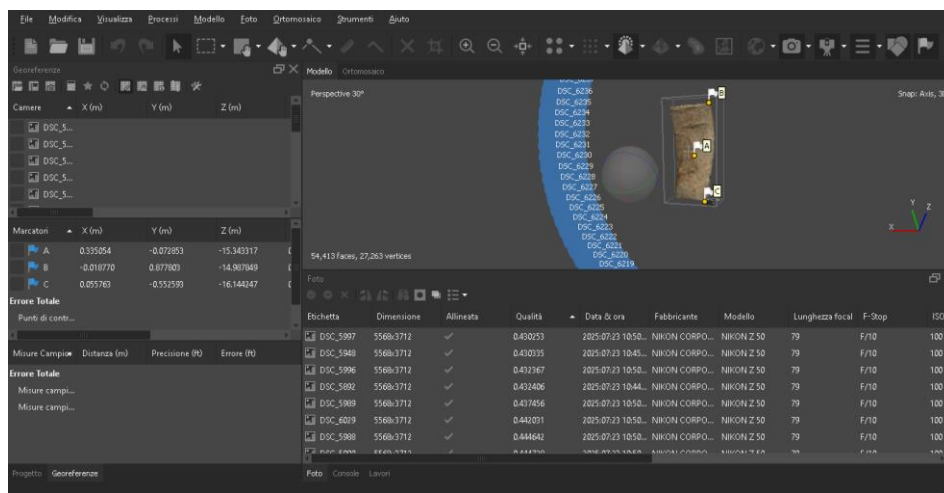 File Modifica Visualizza Processi Modello Foto Ortomosaico Strumenti Aiuto
Georeferenze
Camere X (m) Y (m) Z (m)
DSC_5...
DSC_5...
DSC_5...
DSC_5...
DSC_5...
Marcatori X (m) Y (m) Z (m)
A 0.335054 -0.072853 -15.343317
B -0.018770 0.877803 -14.987849
C 0.055763 -0.552593 -16.144247
Errore Totale
Punti di contr...
Misure Campio Distanza (m) Precisione (ft) Errore (ft)
Errore Totale
Misure campi...
Misure campi...
Progetto Georeferenze
Modello Ortomosaico
Perspective 30°
Snap: Axis, 3
DSC_6236
DSC_6235
DSC_6234
DSC_6233
DSC_6232
DSC_6231
DSC_6230
DSC_6229
DSC_6228
DSC_6227
DSC_6226
DSC_6225
DSC_6224
DSC_6223
DSC_6222
DSC_6221
DSC_6220
DSC_6219
B
A
C
Y Z
X
54,413 faces, 27,263 vertices
Foto
Etichetta Dimensione Allineata Qualità Data & ora Fabbricante Modello Lunghezza focal F-Stop ISO
DSC_5997 5568x3712 0.430253 2025:07:23 10:50... NIKON CORPO... NIKON Z 50 79 F/10 100
DSC_5948 5568x3712 0.430335 2025:07:23 10:45... NIKON CORPO... NIKON Z 50 79 F/10 100
DSC_5996 5568x3712 0.432367 2025:07:23 10:50... NIKON CORPO... NIKON Z 50 79 F/10 100
DSC_5892 5568x3712 0.432406 2025:07:23 10:44... NIKON CORPO... NIKON Z 50 79 F/10 100
DSC_5989 5568x3712 0.437456 2025:07:23 10:50... NIKON CORPO... NIKON Z 50 79 F/10 100
DSC_6029 5568x3712 0.442031 2025:07:23 10:50... NIKON CORPO... NIKON Z 50 79 F/10 100
DSC_5988 5568x3712 0.444642 2025:07:23 10:50... NIKON CORPO... NIKON Z 50 79 F/10 100
Foto Console Lavori